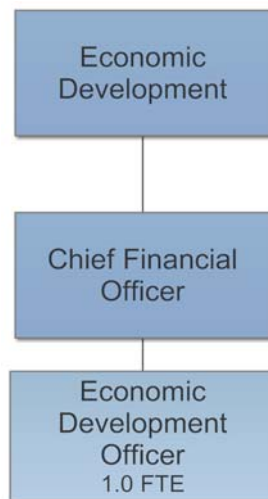 Economic
Development
Chief Financial
Officer
Economic
Development
Officer
1.0 FTE